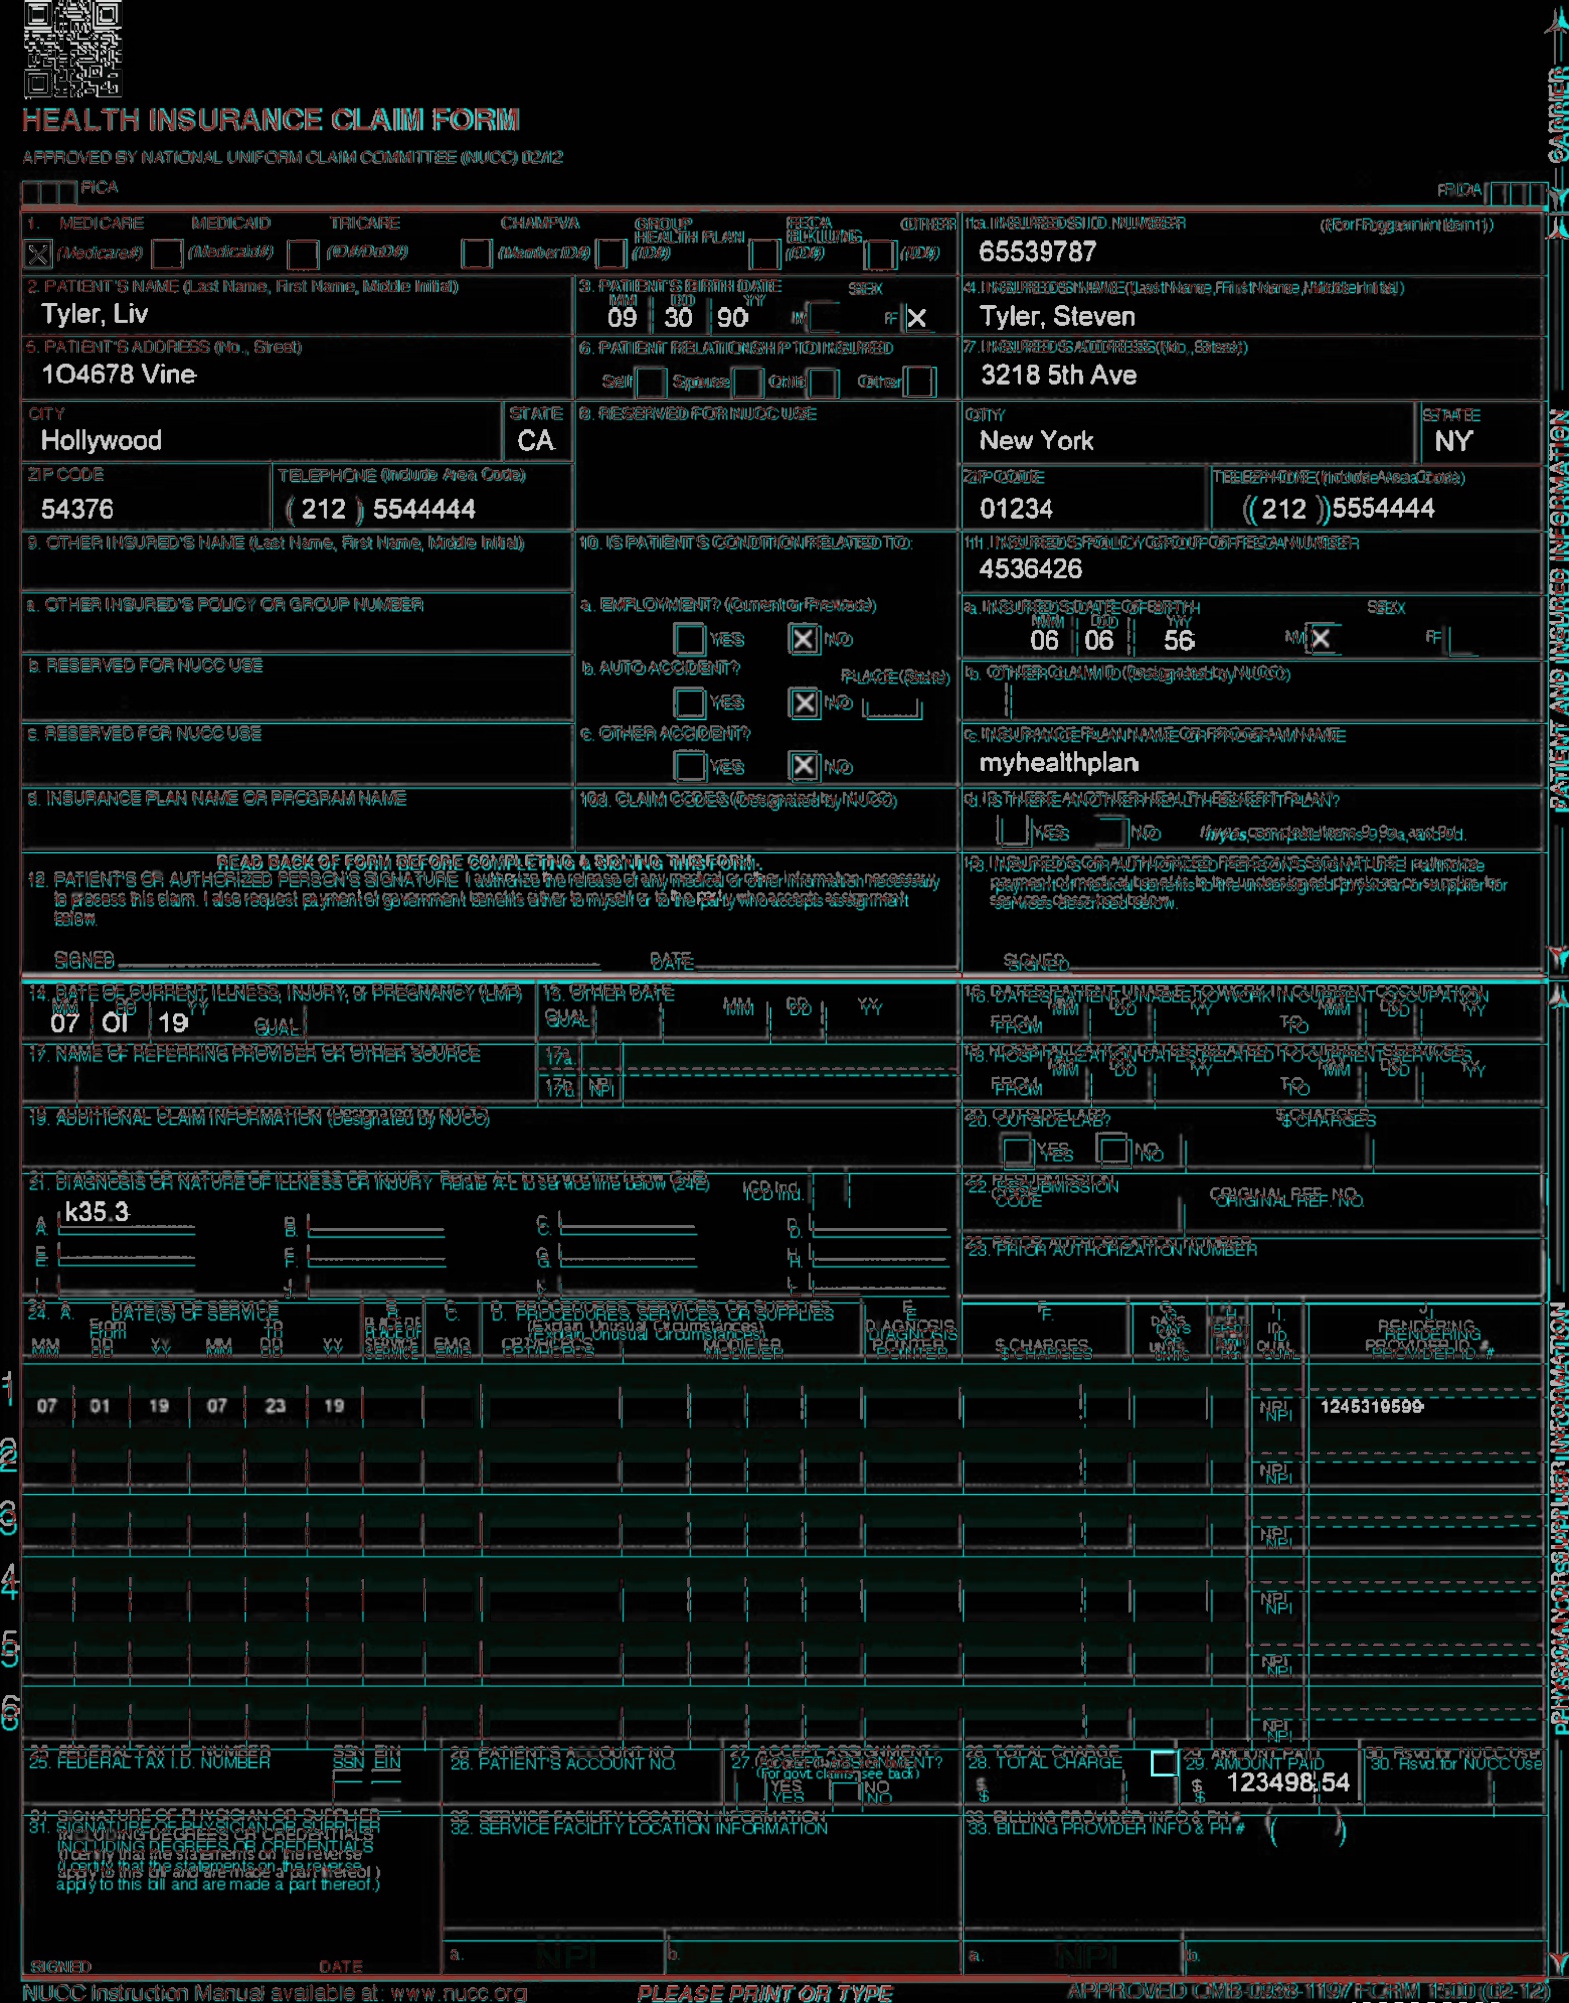 HEALTH INSURANCE CLAIM FORM
APPROVED BY NATIONAL UNIFORM CLAIM COMMITTEE (NUCC) 02/12
PICA PICA
CARRIER
1. MEDICARE MEDICAID TRICARE CHAMPVA GROUP HEALTH PLAN FECA BLK LUNG OTHER 1a. INSURED'S I.D. NUMBER (For Program in Item 1)
X (Medicare#) (Medicaid#) (ID#/DoD#) (Member ID#) (ID#) (ID#) (ID#) 65539787
2. PATIENT'S NAME (Last Name, First Name, Middle Initial) 3. PATIENT'S BIRTH DATE SEX 4. INSURED'S NAME (Last Name, First Name, Middle Initial)
MM DD YY
Tyler, Liv 09 30 90 M F X Tyler, Steven
5. PATIENT'S ADDRESS (No., Street) 6. PATIENT RELATIONSHIP TO INSURED 7. INSURED'S ADDRESS (No., Street)
1O4678 Vine Self Spouse Child Other 3218 5th Ave
CITY STATE 8. RESERVED FOR NUCC USE CITY STATE
Hollywood CA New York NY
ZIP CODE TELEPHONE (Include Area Code) ZIP CODE TELEPHONE (Include Area Code)
54376 ( 212 ) 5544444 01234 ( 212 ) 5554444
9. OTHER INSURED'S NAME (Last Name, First Name, Middle Initial) 10. IS PATIENT'S CONDITION RELATED TO: 11. INSURED'S POLICY GROUP OR FECA NUMBER
4536426
a. OTHER INSURED'S POLICY OR GROUP NUMBER a. EMPLOYMENT? (Current or Previous) a. INSURED'S DATE OF BIRTH SEX
MM DD YY
YES X NO 06 06 56 M X F
b. RESERVED FOR NUCC USE b. AUTO ACCIDENT? PLACE (State) b. OTHER CLAIM ID (Designated by NUCC)
YES X NO
c. RESERVED FOR NUCC USE c. OTHER ACCIDENT? c. INSURANCE PLAN NAME OR PROGRAM NAME
YES X NO myhealthplan
d. INSURANCE PLAN NAME OR PROGRAM NAME 10d. CLAIM CODES (Designated by NUCC) d. IS THERE ANOTHER HEALTH BENEFIT PLAN?
YES NO If yes, complete items 9, 9a, and 9d.
PATIENT AND INSURED INFORMATION
READ BACK OF FORM BEFORE COMPLETING & SIGNING THIS FORM.
12. PATIENT'S OR AUTHORIZED PERSON'S SIGNATURE I authorize the release of any medical or other information necessary
to process this claim. I also request payment of government benefits either to myself or to the party who accepts assignment
below.
SIGNED DATE
13. INSURED'S OR AUTHORIZED PERSON'S SIGNATURE I authorize
payment of medical benefits to the undersigned physician or supplier for
services described below.
SIGNED
14. DATE OF CURRENT ILLNESS, INJURY, or PREGNANCY (LMP) 15. OTHER DATE MM DD YY 16. DATES PATIENT UNABLE TO WORK IN CURRENT OCCUPATION
MM DD YY MM DD YY MM DD YY
07 OI 19 QUAL. QUAL. FROM TO
17. NAME OF REFERRING PROVIDER OR OTHER SOURCE 17a. 18. HOSPITALIZATION DATES RELATED TO CURRENT SERVICES
MM DD YY MM DD YY
17b. NPI FROM TO
19. ADDITIONAL CLAIM INFORMATION (Designated by NUCC) 20. OUTSIDE LAB? $ CHARGES
YES NO
21. DIAGNOSIS OR NATURE OF ILLNESS OR INJURY Relate A-L to service line below (24E) ICD Ind. 22. RESUBMISSION CODE ORIGINAL REF. NO.
A. k35.3 B. C. D.
E. F. G. H. 23. PRIOR AUTHORIZATION NUMBER
I. J. K. L.
24. A. DATE(S) OF SERVICE B. C. D. PROCEDURES, SERVICES, OR SUPPLIES E. F. G. H. I. J.
From To PLACE OF SERVICE EMG (Explain Unusual Circumstances) DIAGNOSIS POINTER $ CHARGES DAYS OR UNITS ID. QUAL. RENDERING PROVIDER ID. #
MM DD YY MM DD YY CPT/HCPCS MODIFIER
1 07 01 19 07 23 19 NPI 1245319599
2 NPI
3 NPI
4 NPI
5 NPI
6 NPI
PHYSICIAN OR SUPPLIER INFORMATION
25. FEDERAL TAX I.D. NUMBER SSN EIN 26. PATIENT'S ACCOUNT NO. 27. ACCEPT ASSIGNMENT? 28. TOTAL CHARGE 29. AMOUNT PAID 30. Rsvd for NUCC Use
(For govt. claims, see back)
YES NO $ $ 123498.54
31. SIGNATURE OF PHYSICIAN OR SUPPLIER
INCLUDING DEGREES OR CREDENTIALS
(I certify that the statements on the reverse
apply to this bill and are made a part thereof.)
SIGNED DATE
32. SERVICE FACILITY LOCATION INFORMATION
a. NPI b.
33. BILLING PROVIDER INFO & PH # ( )
a. NPI b.
NUCC Instruction Manual available at: www.nucc.org PLEASE PRINT OR TYPE APPROVED OMB-0938-1197 FORM 1500 (02-12)